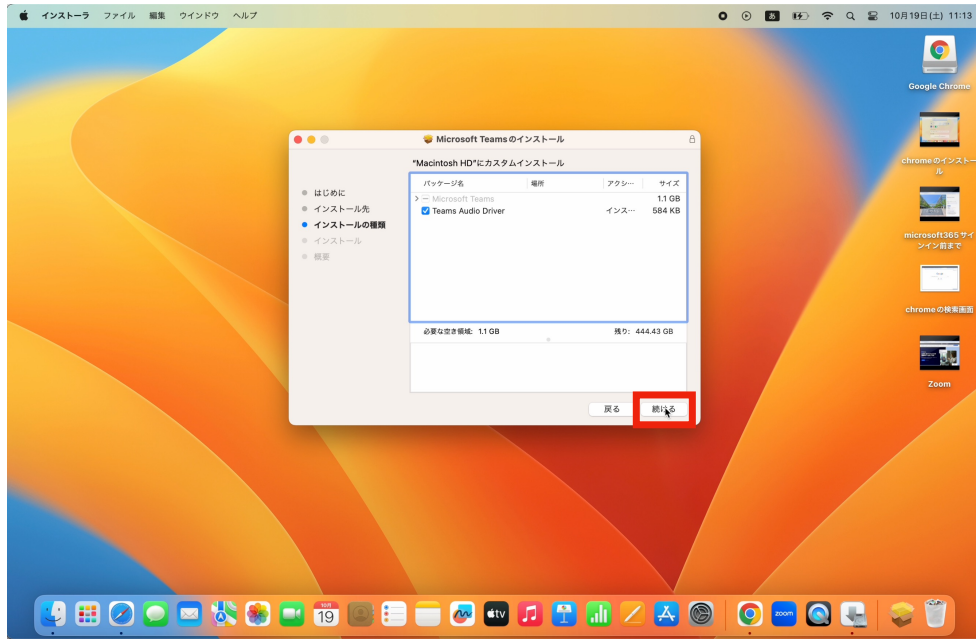 インストーラ ファイル 編集 ウインドウ ヘルプ
あ 10月19日(土) 11:13
Google Chrome
chromeのインストール
microsoft365サインイン前まで
chromeの検索画面
Zoom
Microsoft Teamsのインストール
"Macintosh HD"にカスタムインストール
はじめに
インストール先
インストールの種類
インストール
概要
パッケージ名 場所 アクシ… サイズ
Microsoft Teams 1.1 GB
Teams Audio Driver インス… 584 KB
必要な空き領域: 1.1 GB 残り: 444.43 GB
戻る 続ける
10月
19
tv
zoom